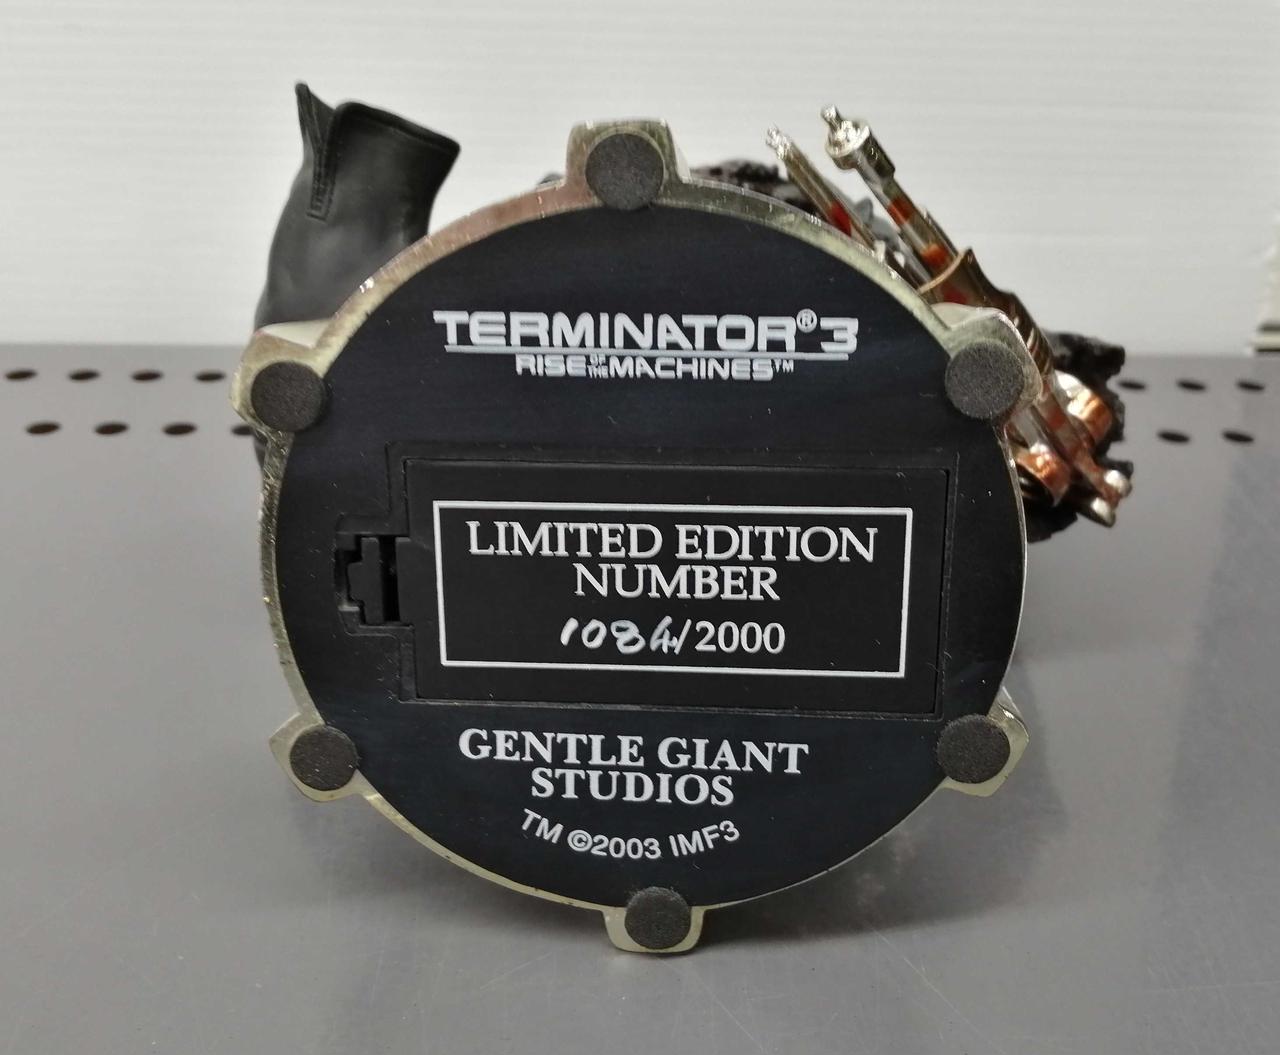 TERMINATOR® 3
RISE OF THE MACHINES™
LIMITED EDITION
NUMBER
1084/2000
GENTLE GIANT
STUDIOS
TM ©2003 IMF3